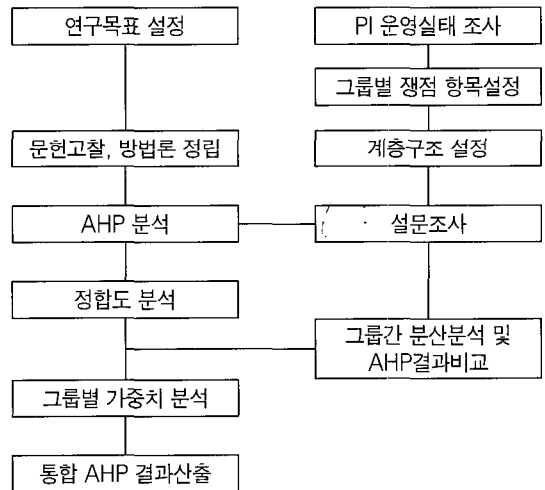 연구목표 설정
PI 운영실태 조사
그룹별 쟁점 항목설정
문헌고찰, 방법론 정립
계층구조 설정
AHP 분석
설문조사
정합도 분석
그룹간 분산분석 및
AHP결과비교
그룹별 가중치 분석
통합 AHP 결과산출